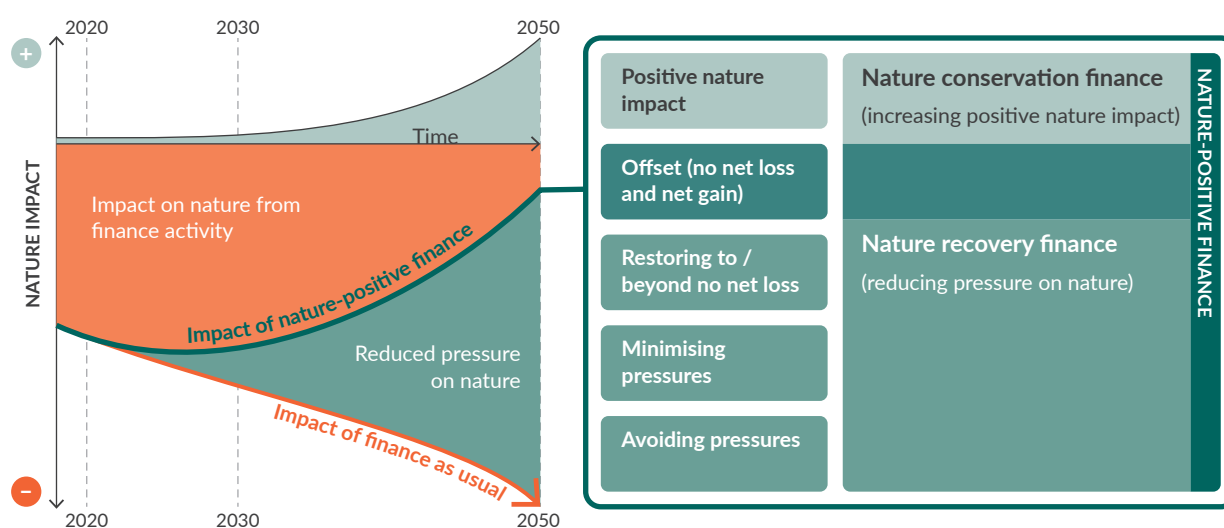 2020
2030
2050
+
Time
NATURE IMPACT
Impact on nature from
finance activity
Impact of nature-positive finance
Reduced pressure
on nature
Impact of finance as usual
−
2020
2030
2050
Positive nature
impact
Offset (no net loss
and net gain)
Restoring to /
beyond no net loss
Minimising
pressures
Avoiding pressures
Nature conservation finance
(increasing positive nature impact)
Nature recovery finance
(reducing pressure on nature)
NATURE-POSITIVE FINANCE